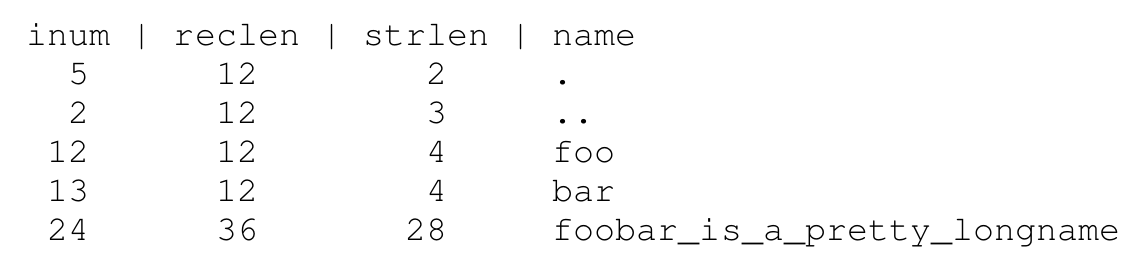 inum | reclen | strlen | name
5 12 2 .
2 12 3 ..
12 12 4 foo
13 12 4 bar
24 36 28 foobar_is_a_pretty_longname